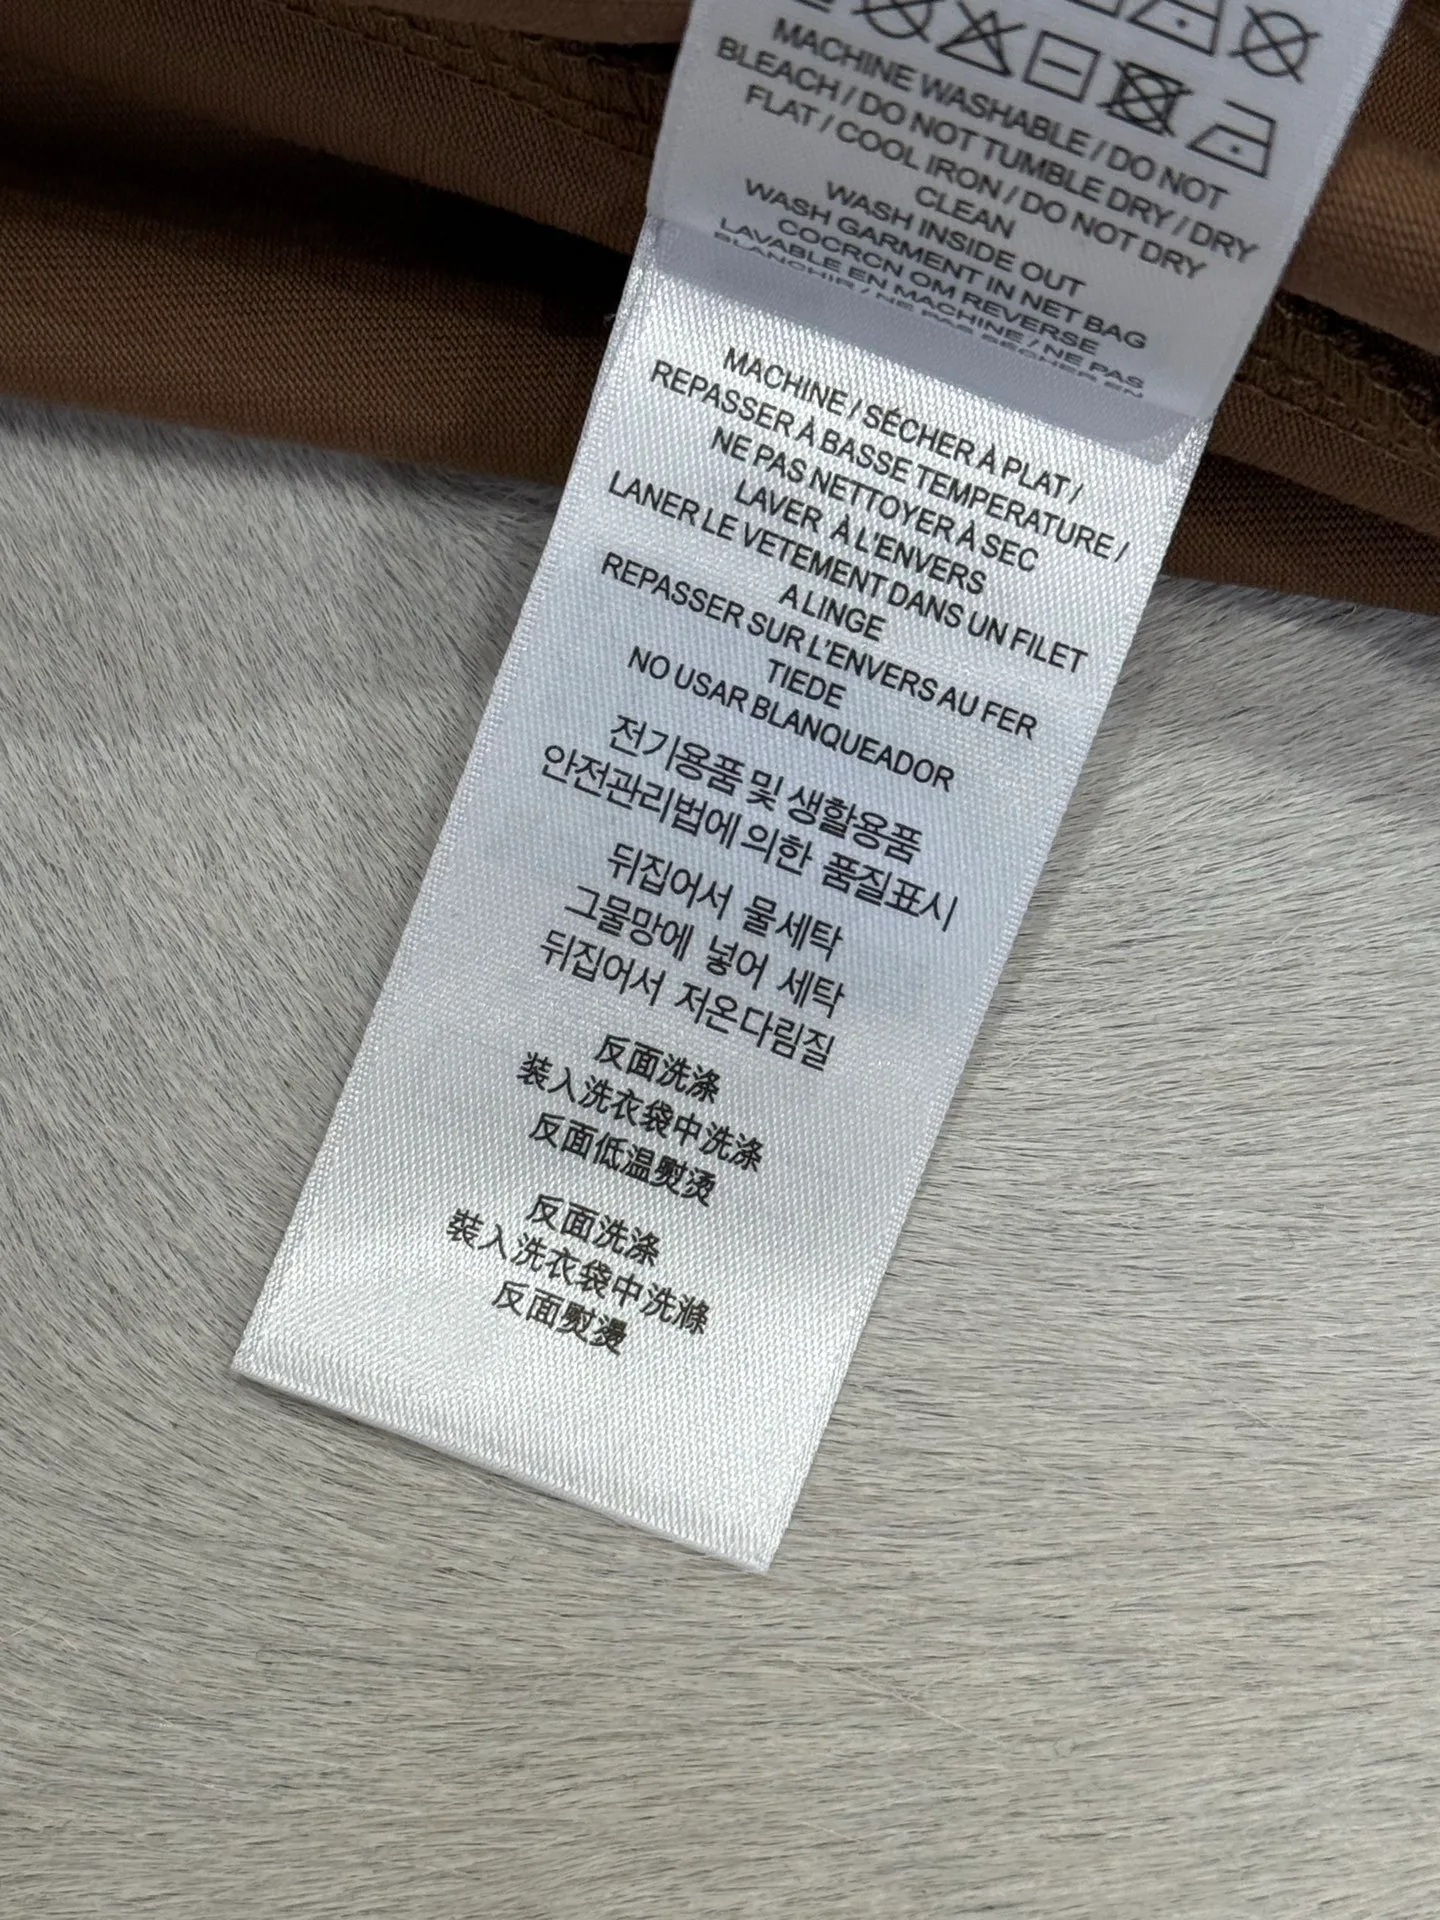 MACHINE WASHABLE / DO NOT
BLEACH / DO NOT TUMBLE DRY / DRY
FLAT / COOL IRON / DO NOT DRY
CLEAN
WASH INSIDE OUT
WASH GARMENT IN NET BAG
COCRCN OM REVERSE
LAVABLE EN MACHINE / NE PAS
BLANCHIR / NE PAS SÉCHER EN
MACHINE / SÉCHER À PLAT /
REPASSER À BASSE TEMPERATURE /
NE PAS NETTOYER À SEC
LAVER À L'ENVERS
LANER LE VETEMENT DANS UN FILET
A LINGE
REPASSER SUR L'ENVERS AU FER
TIEDE
NO USAR BLANQUEADOR
전기용품 및 생활용품
안전관리법에 의한 품질표시
뒤집어서 물세탁
그물망에 넣어 세탁
뒤집어서 저온다림질
反面洗涤
装入洗衣袋中洗涤
反面低温熨烫
反面洗涤
裝入洗衣袋中洗滌
反面熨燙